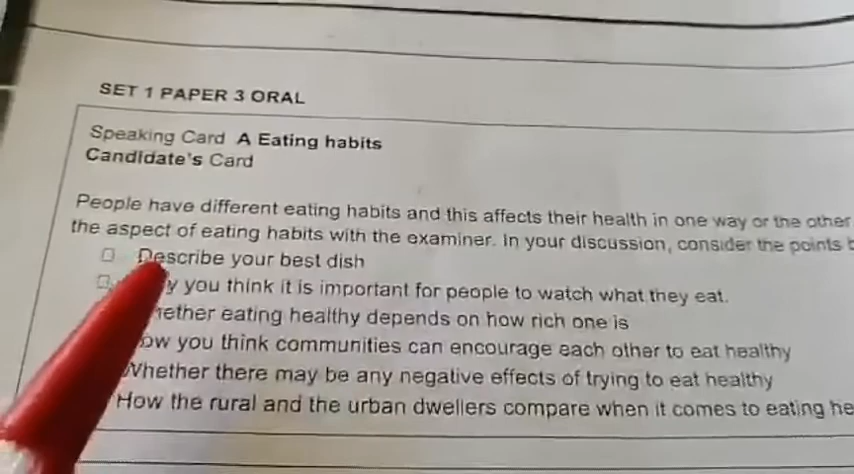 SET 1 PAPER 3 ORAL
Speaking Card A Eating habits
Candidate's Card
People have different eating habits and this affects their health in one way or the other
the aspect of eating habits with the examiner. In your discussion, consider the points
Describe your best dish
you think it is important for people to watch what they eat.
hether eating healthy depends on how rich one is
ow you think communities can encourage each other to eat healthy
Whether there may be any negative effects of trying to eat healthy
How the rural and the urban dwellers compare when it comes to eating he